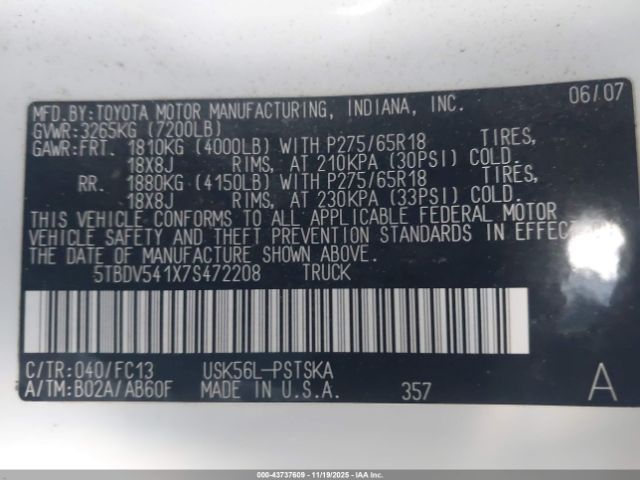 MFD.BY:TOYOTA MOTOR MANUFACTURING, INDIANA, INC. 06/07
GVWR:3265KG (7200LB)
GAWR:FRT. 1810KG (4000LB) WITH P275/65R18 TIRES,
18X8J RIMS, AT 210KPA (30PSI) COLD.
RR. 1880KG (4150LB) WITH P275/65R18 TIRES,
18X8J RIMS, AT 230KPA (33PSI) COLD.
THIS VEHICLE CONFORMS TO ALL APPLICABLE FEDERAL MOTOR
VEHICLE SAFETY AND THEFT PREVENTION STANDARDS IN EFFECT
THE DATE OF MANUFACTURE SHOWN ABOVE.
5TBDV541X7S472208 TRUCK
C/TR:040/FC13 USK56L-PSTSKA
A/TM:B02A/AB60F MADE IN U.S.A. 357 A
000-43737609 - 11/19/2025 - IAAI.COM